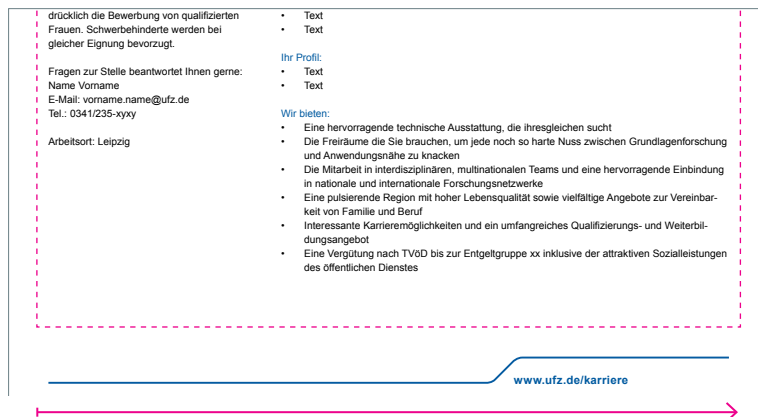 drücklich die Bewerbung von qualifizierten
Frauen. Schwerbehinderte werden bei
gleicher Eignung bevorzugt.
Fragen zur Stelle beantwortet Ihnen gerne:
Name Vorname
E-Mail: vorname.name@ufz.de
Tel.: 0341/235-xyxy
Arbeitsort: Leipzig
• Text
• Text
Ihr Profil:
• Text
• Text
Wir bieten:
• Eine hervorragende technische Ausstattung, die ihresgleichen sucht
• Die Freiräume die Sie brauchen, um jede noch so harte Nuss zwischen Grundlagenforschung
und Anwendungsnähe zu knacken
• Die Mitarbeit in interdisziplinären, multinationalen Teams und eine hervorragende Einbindung
in nationale und internationale Forschungsnetzwerke
• Eine pulsierende Region mit hoher Lebensqualität sowie vielfältige Angebote zur Vereinbar-
keit von Familie und Beruf
• Interessante Karrieremöglichkeiten und ein umfangreiches Qualifizierungs- und Weiterbil-
dungsangebot
• Eine Vergütung nach TVöD bis zur Entgeltgruppe xx inklusive der attraktiven Sozialleistungen
des öffentlichen Dienstes
www.ufz.de/karriere